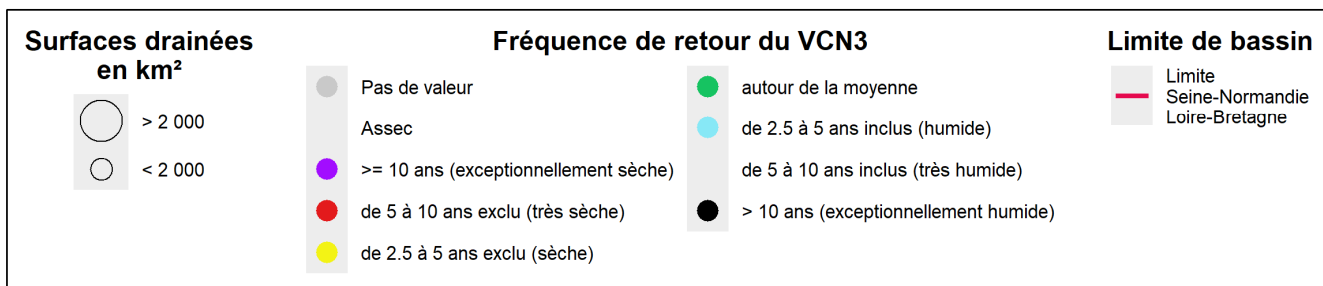 Surfaces drainées
en km²
> 2 000
< 2 000
Fréquence de retour du VCN3
Pas de valeur
Assec
>= 10 ans (exceptionnellement sèche)
de 5 à 10 ans exclu (très sèche)
de 2.5 à 5 ans exclu (sèche)
autour de la moyenne
de 2.5 à 5 ans inclus (humide)
de 5 à 10 ans inclus (très humide)
> 10 ans (exceptionnellement humide)
Limite de bassin
Limite
Seine-Normandie
Loire-Bretagne